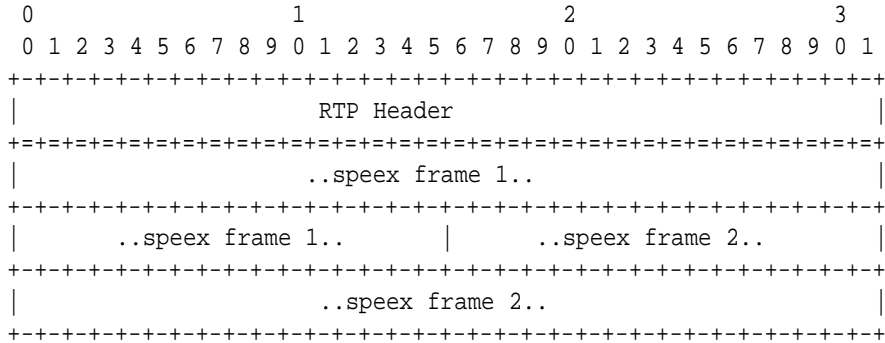 0                   1                   2                   3
 0 1 2 3 4 5 6 7 8 9 0 1 2 3 4 5 6 7 8 9 0 1 2 3 4 5 6 7 8 9 0 1
+-+-+-+-+-+-+-+-+-+-+-+-+-+-+-+-+-+-+-+-+-+-+-+-+-+-+-+-+-+-+-+-+
|                      RTP Header                               |
+=+=+=+=+=+=+=+=+=+=+=+=+=+=+=+=+=+=+=+=+=+=+=+=+=+=+=+=+=+=+=+=+
|                     ..speex frame 1..                         |
+-+-+-+-+-+-+-+-+-+-+-+-+-+-+-+-+-+-+-+-+-+-+-+-+-+-+-+-+-+-+-+-+
|       ..speex frame 1..       |      ..speex frame 2..        |
+-+-+-+-+-+-+-+-+-+-+-+-+-+-+-+-+-+-+-+-+-+-+-+-+-+-+-+-+-+-+-+-+
|                      ..speex frame 2..                        |
+-+-+-+-+-+-+-+-+-+-+-+-+-+-+-+-+-+-+-+-+-+-+-+-+-+-+-+-+-+-+-+-+